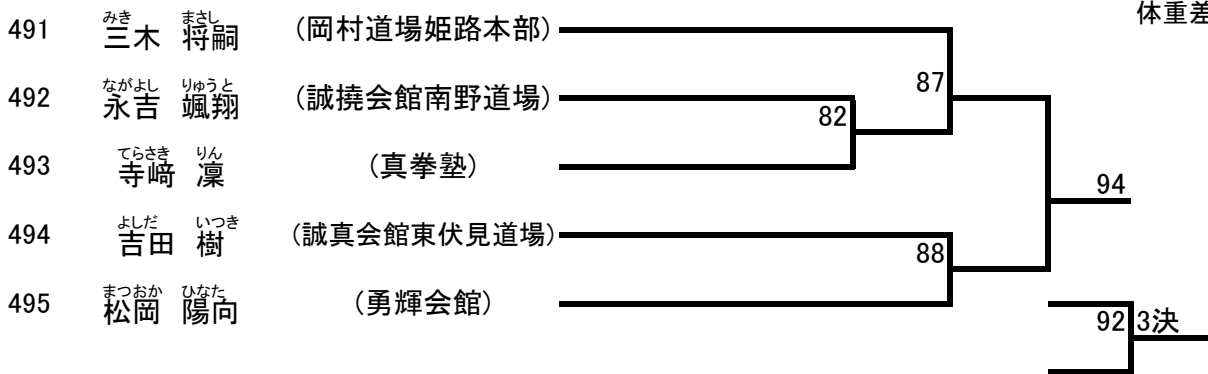 体重差
みき まさし
491 三木 将嗣 (岡村道場姫路本部)
87
ながよし りゅうと
492 永吉 颯翔 (誠撓会館南野道場)
82
てらさき りん
493 寺﨑 凜 (真拳塾)
94
よしだ いつき
494 吉田 樹 (誠真会館東伏見道場)
88
まつおか ひなた
495 松岡 陽向 (勇輝会館)
92 3決